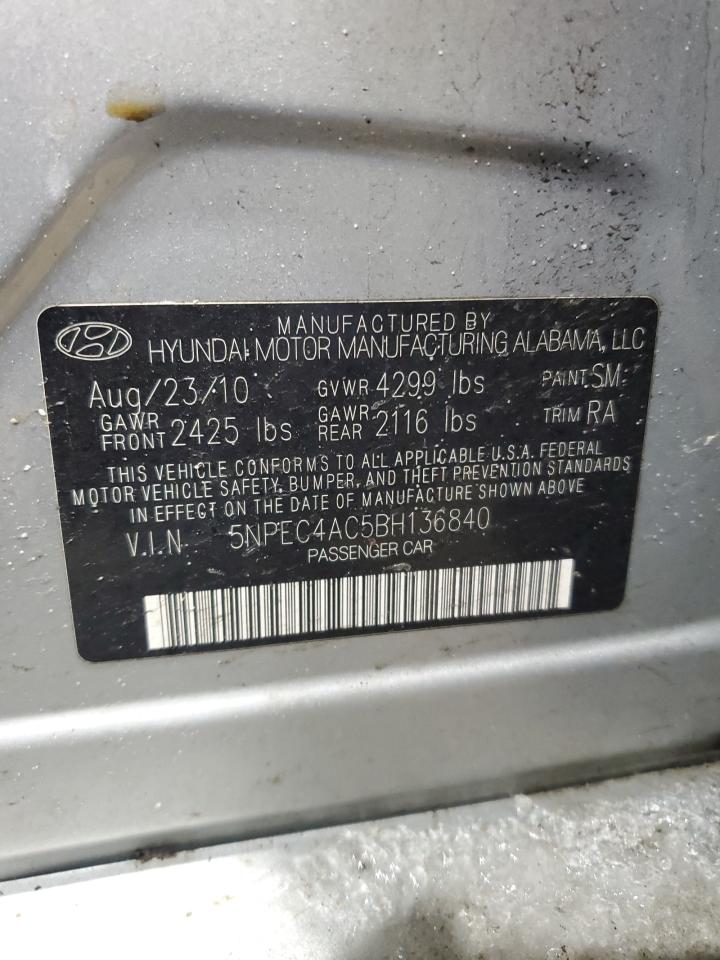 MANUFACTURED BY
HYUNDAI MOTOR MANUFACTURING ALABAMA, LLC
Aug/23/10 GVWR 4299 lbs PAINT SM
GAWR FRONT 2425 lbs GAWR REAR 2116 lbs TRIM RA
THIS VEHICLE CONFORMS TO ALL APPLICABLE U.S.A. FEDERAL
MOTOR VEHICLE SAFETY, BUMPER, AND THEFT PREVENTION STANDARDS
IN EFFECT ON THE DATE OF MANUFACTURE SHOWN ABOVE
V.I.N 5NPEC4AC5BH136840
PASSENGER CAR